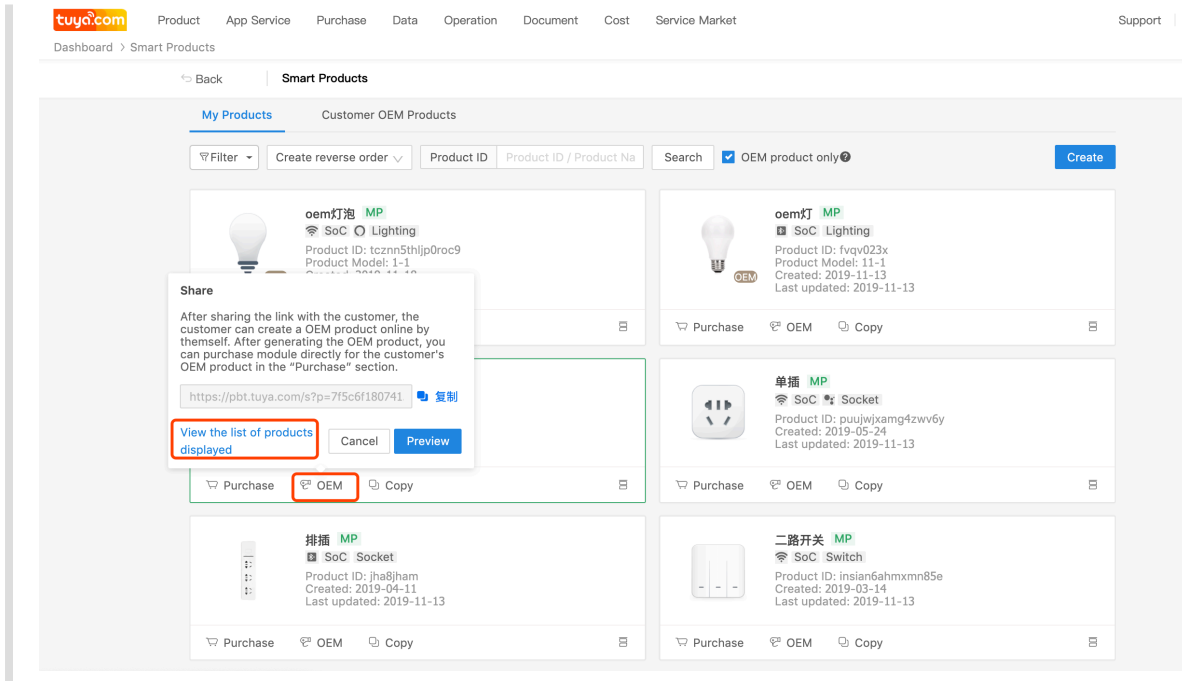 tuya.com
Product App Service Purchase Data Operation Document Cost Service Market Support
Dashboard > Smart Products
Back Smart Products
My Products Customer OEM Products
Filter Create reverse order Product ID Product ID / Product Na Search OEM product only Create
oem灯泡 MP
SoC Lighting
Product ID: tcznn5thljp0roc9
Product Model: 1-1
oem灯 MP
SoC Lighting
Product ID: fvqv023x
Product Model: 11-1
Created: 2019-11-13
Last updated: 2019-11-13
OEM
Purchase OEM Copy
Share
After sharing the link with the customer, the
customer can create a OEM product online by
themself. After generating the OEM product, you
can purchase module directly for the customer's
OEM product in the “Purchase” section.
https://pbt.tuya.com/s?p=7f5c6f180741 复制
View the list of products
displayed
Cancel Preview
Purchase OEM Copy
单插 MP
SoC Socket
Product ID: puujwjxamg4zwv6y
Created: 2019-05-24
Last updated: 2019-11-13
Purchase OEM Copy
排插 MP
SoC Socket
Product ID: jha8jham
Created: 2019-04-11
Last updated: 2019-11-13
Purchase OEM Copy
二路开关 MP
SoC Switch
Product ID: insian6ahmxmn85e
Created: 2019-03-14
Last updated: 2019-11-13
Purchase OEM Copy